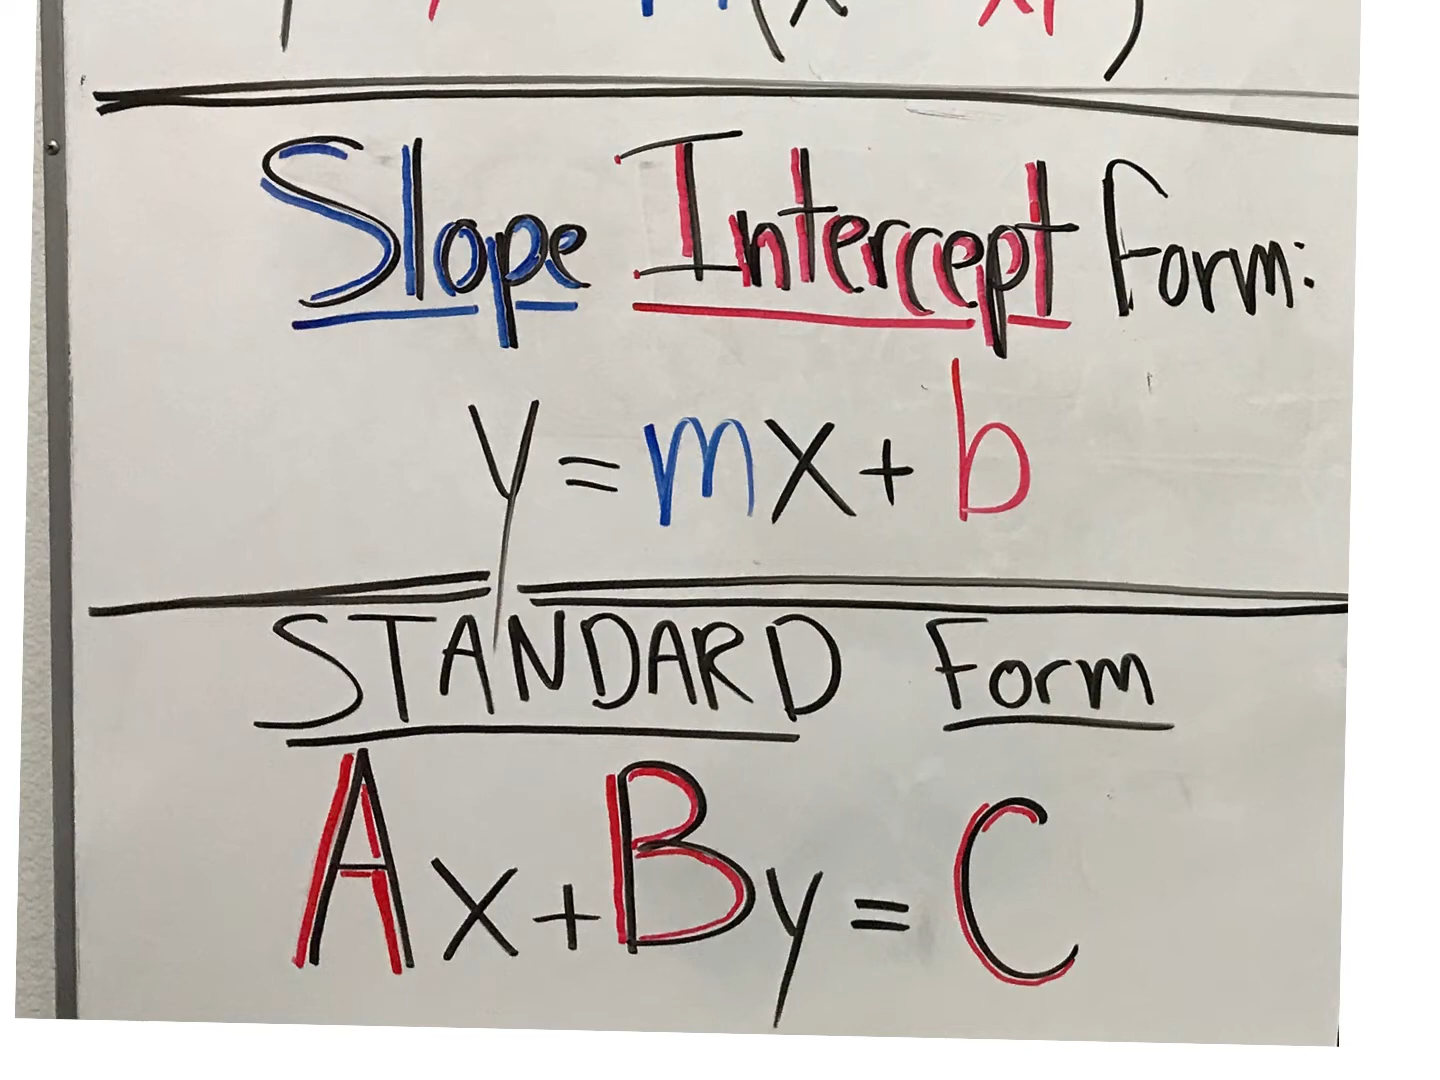 Slope Intercept Form:
y = mx + b
STANDARD Form
Ax + By = C